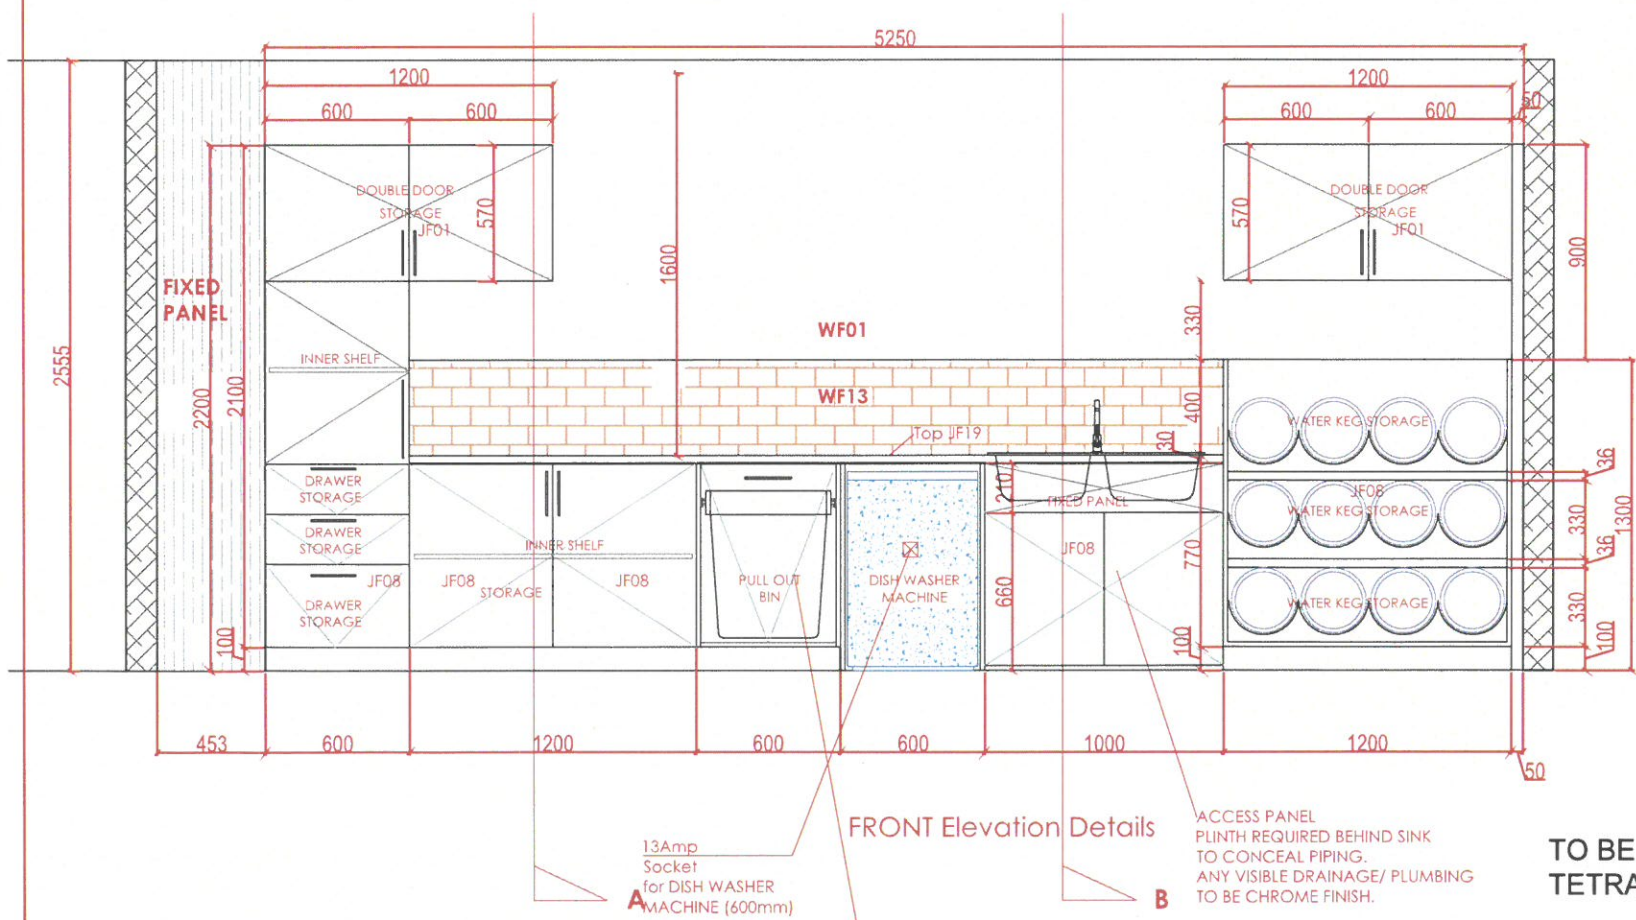 5250
1200
1200
600
600
600
600
50
DOUBLE DOOR
STORAGE
JF01
570
DOUBLE DOOR
STORAGE
JF01
570
900
1600
FIXED
PANEL
WF01
330
2555
INNER SHELF
2200
2100
WF13
400
WATER KEG STORAGE
Top JF19
30
36
DRAWER
STORAGE
210
FIXED PANEL
JF08
WATER KEG STORAGE
330
1300
DRAWER
STORAGE
INNER SHELF
JF08
770
36
JF08
JF08
STORAGE
JF08
PULL OUT
BIN
DISH WASHER
MACHINE
660
DRAWER
STORAGE
WATER KEG STORAGE
330
100
100
100
453
600
1200
600
600
1000
1200
50
FRONT Elevation Details
13Amp
Socket
for DISH WASHER
MACHINE (600mm)
A
B
ACCESS PANEL
PLINTH REQUIRED BEHIND SINK
TO CONCEAL PIPING.
ANY VISIBLE DRAINAGE/ PLUMBING
TO BE CHROME FINISH.
TO BE
TETRA